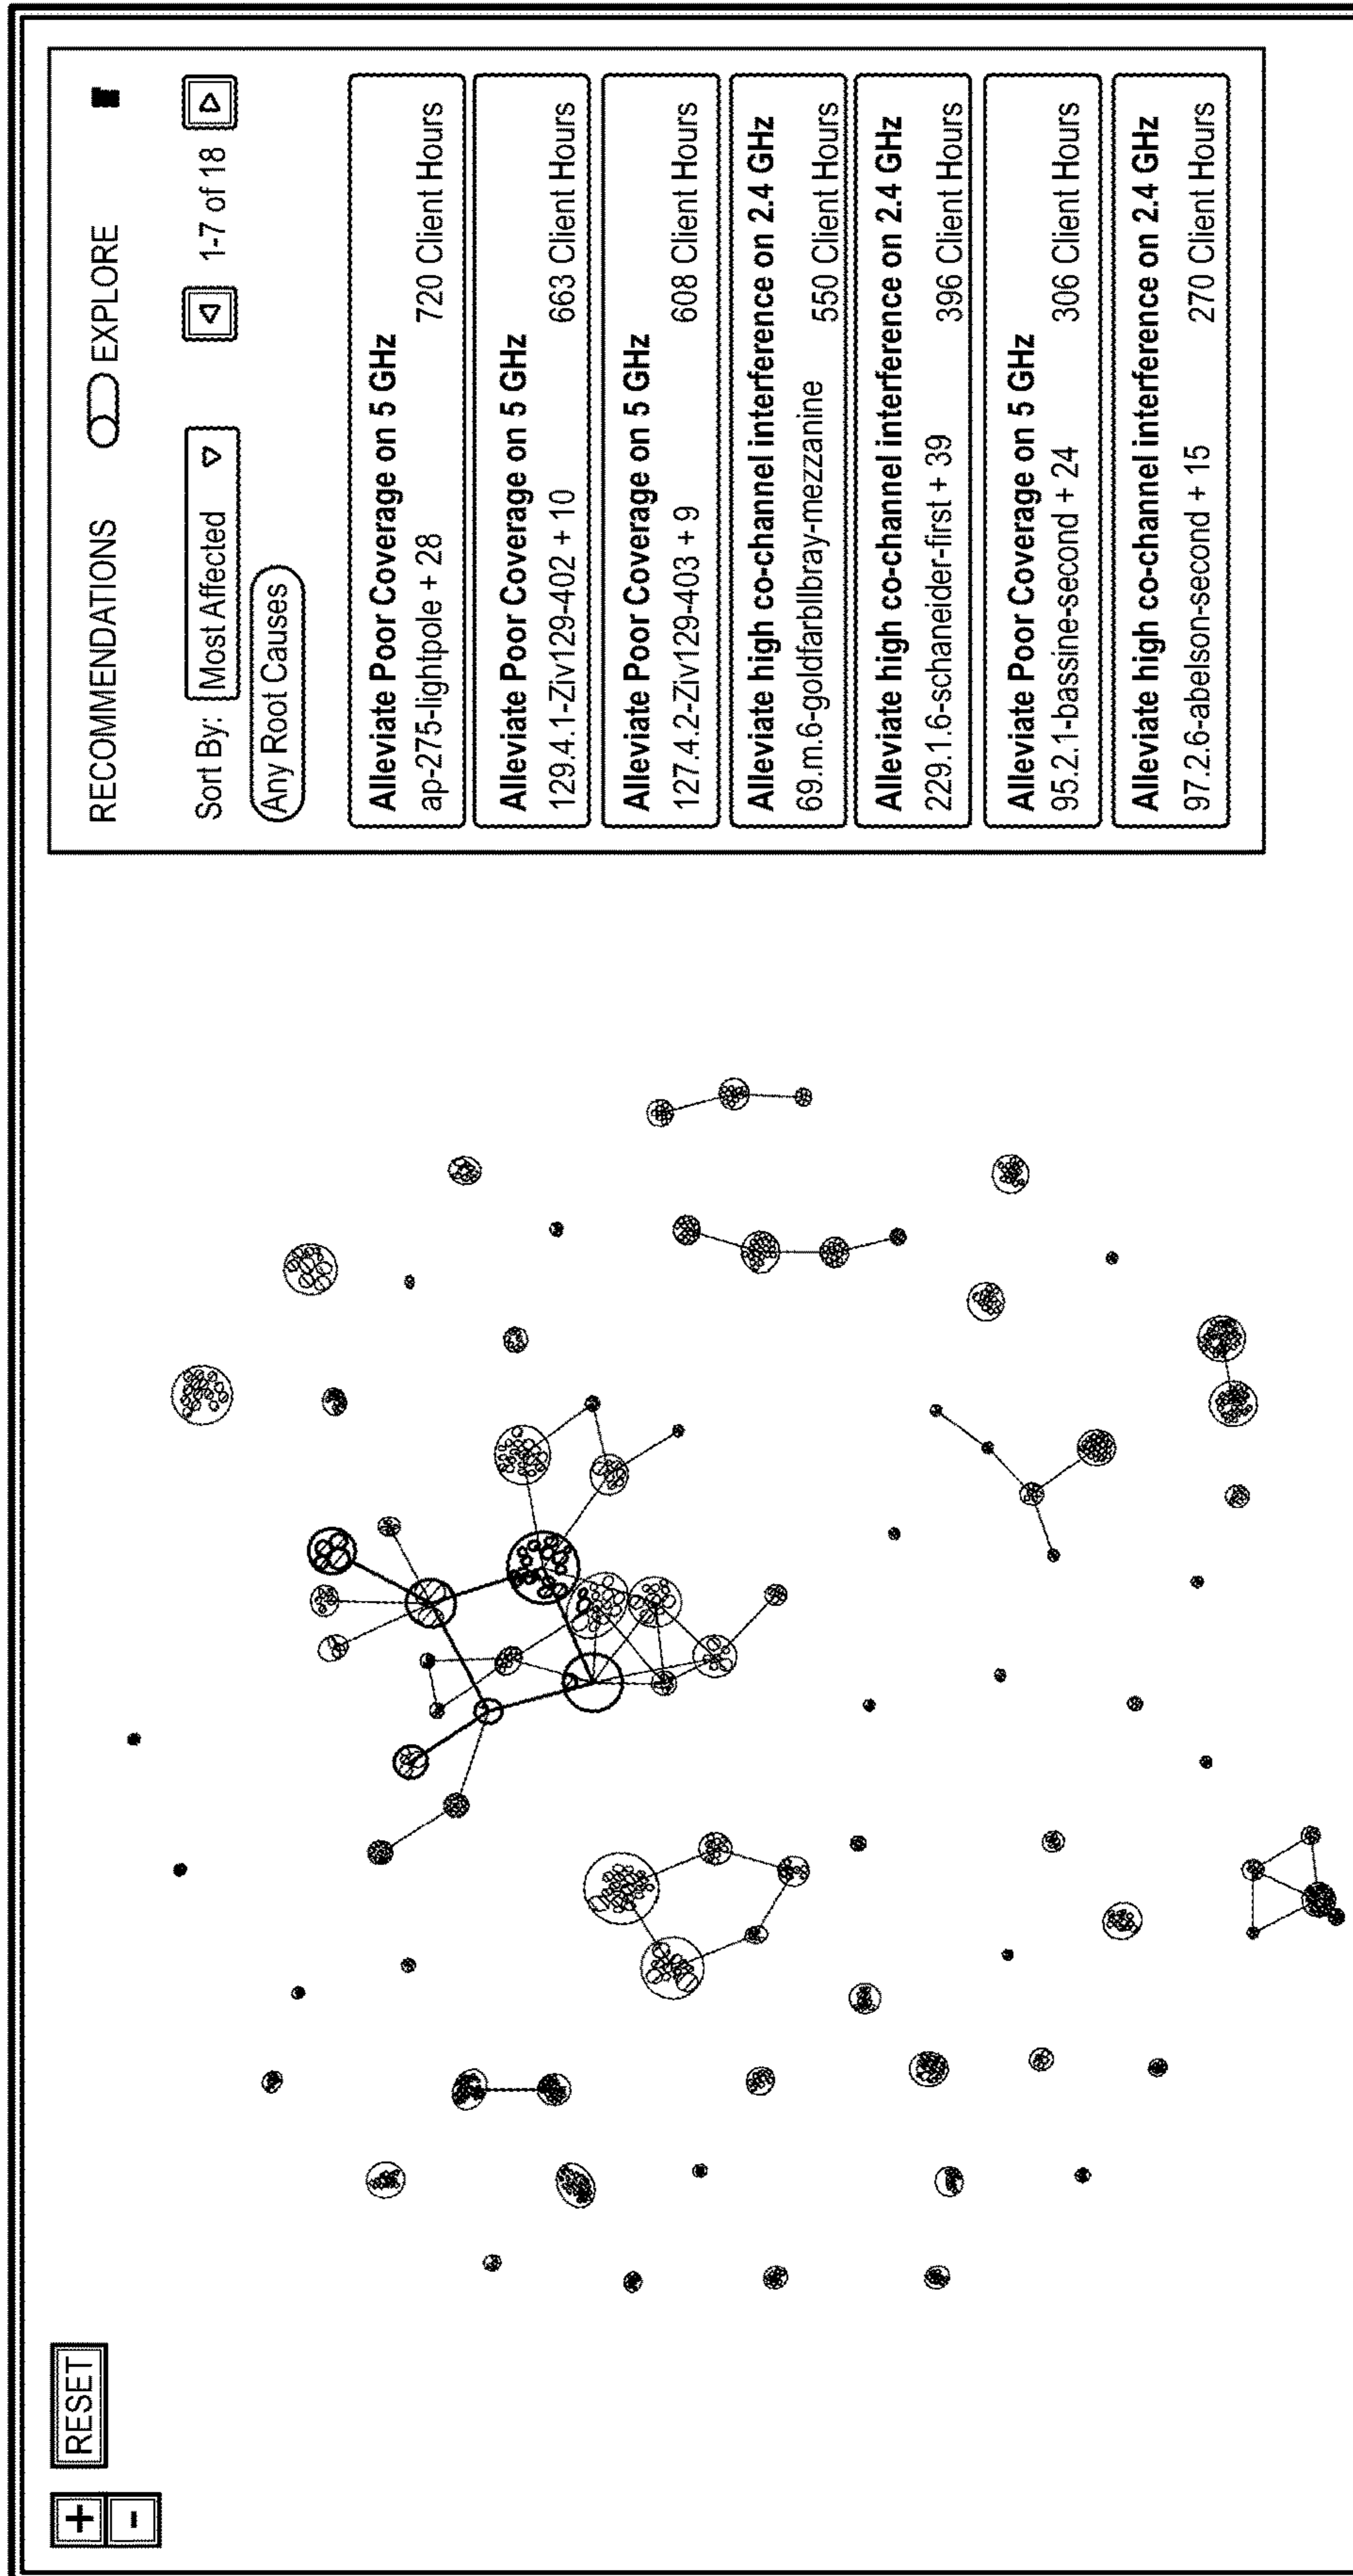 +
-
RESET
RECOMMENDATIONS EXPLORE
Sort By: Most Affected 1-7 of 18
Any Root Causes
Alleviate Poor Coverage on 5 GHz
ap-275-lightpole + 28 720 Client Hours
Alleviate Poor Coverage on 5 GHz
129.4.1-Ziv129-402 + 10 663 Client Hours
Alleviate Poor Coverage on 5 GHz
127.4.2-Ziv129-403 + 9 608 Client Hours
Alleviate high co-channel interference on 2.4 GHz
69.m.6-goldfarbllbray-mezzanine 550 Client Hours
Alleviate high co-channel interference on 2.4 GHz
229.1.6-schaneider-first + 39 396 Client Hours
Alleviate Poor Coverage on 5 GHz
95.2.1-bassine-second + 24 306 Client Hours
Alleviate high co-channel interference on 2.4 GHz
97.2.6-abelson-second + 15 270 Client Hours